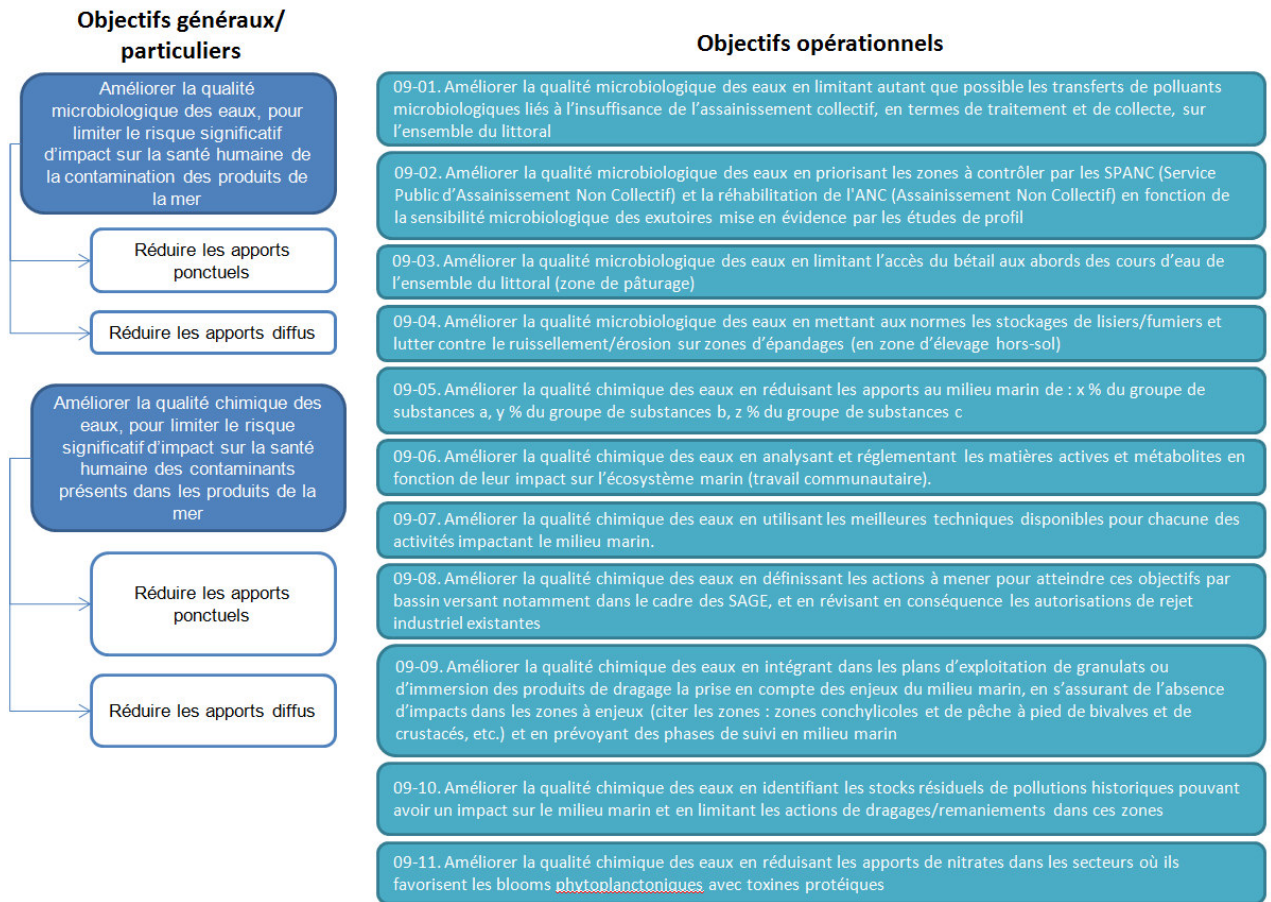 Objectifs généraux/
particuliers
Améliorer la qualité
microbiologique des eaux, pour
limiter le risque significatif
d'impact sur la santé humaine de
la contamination des produits de
la mer
Réduire les apports
ponctuels
Réduire les apports diffus
Améliorer la qualité chimique des
eaux, pour limiter le risque
significatif d'impact sur la santé
humaine des contaminants
présents dans les produits de la
mer
Réduire les apports
ponctuels
Réduire les apports diffus
Objectifs opérationnels
09-01. Améliorer la qualité microbiologique des eaux en limitant autant que possible les transferts de polluants
microbiologiques liés à l'insuffisance de l'assainissement collectif, en termes de traitement et de collecte, sur
l'ensemble du littoral
09-02. Améliorer la qualité microbiologique des eaux en priorisant les zones à contrôler par les SPANC (Service
Public d'Assainissement Non Collectif) et la réhabilitation de l'ANC (Assainissement Non Collectif) en fonction de
la sensibilité microbiologique des exutoires mise en évidence par les études de profil
09-03. Améliorer la qualité microbiologique des eaux en limitant l'accès du bétail aux abords des cours d'eau de
l'ensemble du littoral (zone de pâturage)
09-04. Améliorer la qualité microbiologique des eaux en mettant aux normes les stockages de lisiers/fumiers et
lutter contre le ruissellement/érosion sur zones d'épandages (en zone d'élevage hors-sol)
09-05. Améliorer la qualité chimique des eaux en réduisant les apports au milieu marin de : x % du groupe de
substances a, y % du groupe de substances b, z % du groupe de substances c
09-06. Améliorer la qualité chimique des eaux en analysant et réglementant les matières actives et métabolites en
fonction de leur impact sur l'écosystème marin (travail communautaire).
09-07. Améliorer la qualité chimique des eaux en utilisant les meilleures techniques disponibles pour chacune des
activités impactant le milieu marin.
09-08. Améliorer la qualité chimique des eaux en définissant les actions à mener pour atteindre ces objectifs par
bassin versant notamment dans le cadre des SAGE, et en révisant en conséquence les autorisations de rejet
industriel existantes
09-09. Améliorer la qualité chimique des eaux en intégrant dans les plans d'exploitation de granulats ou
d'immersion des produits de dragage la prise en compte des enjeux du milieu marin, en s'assurant de l'absence
d'impacts dans les zones à enjeux (citer les zones : zones conchylicoles et de pêche à pied de bivalves et de
crustacés, etc.) et en prévoyant des phases de suivi en milieu marin
09-10. Améliorer la qualité chimique des eaux en identifiant les stocks résiduels de pollutions historiques pouvant
avoir un impact sur le milieu marin et en limitant les actions de dragages/remaniements dans ces zones
09-11. Améliorer la qualité chimique des eaux en réduisant les apports de nitrates dans les secteurs où ils
favorisent les blooms phytoplanctoniques avec toxines protéiques